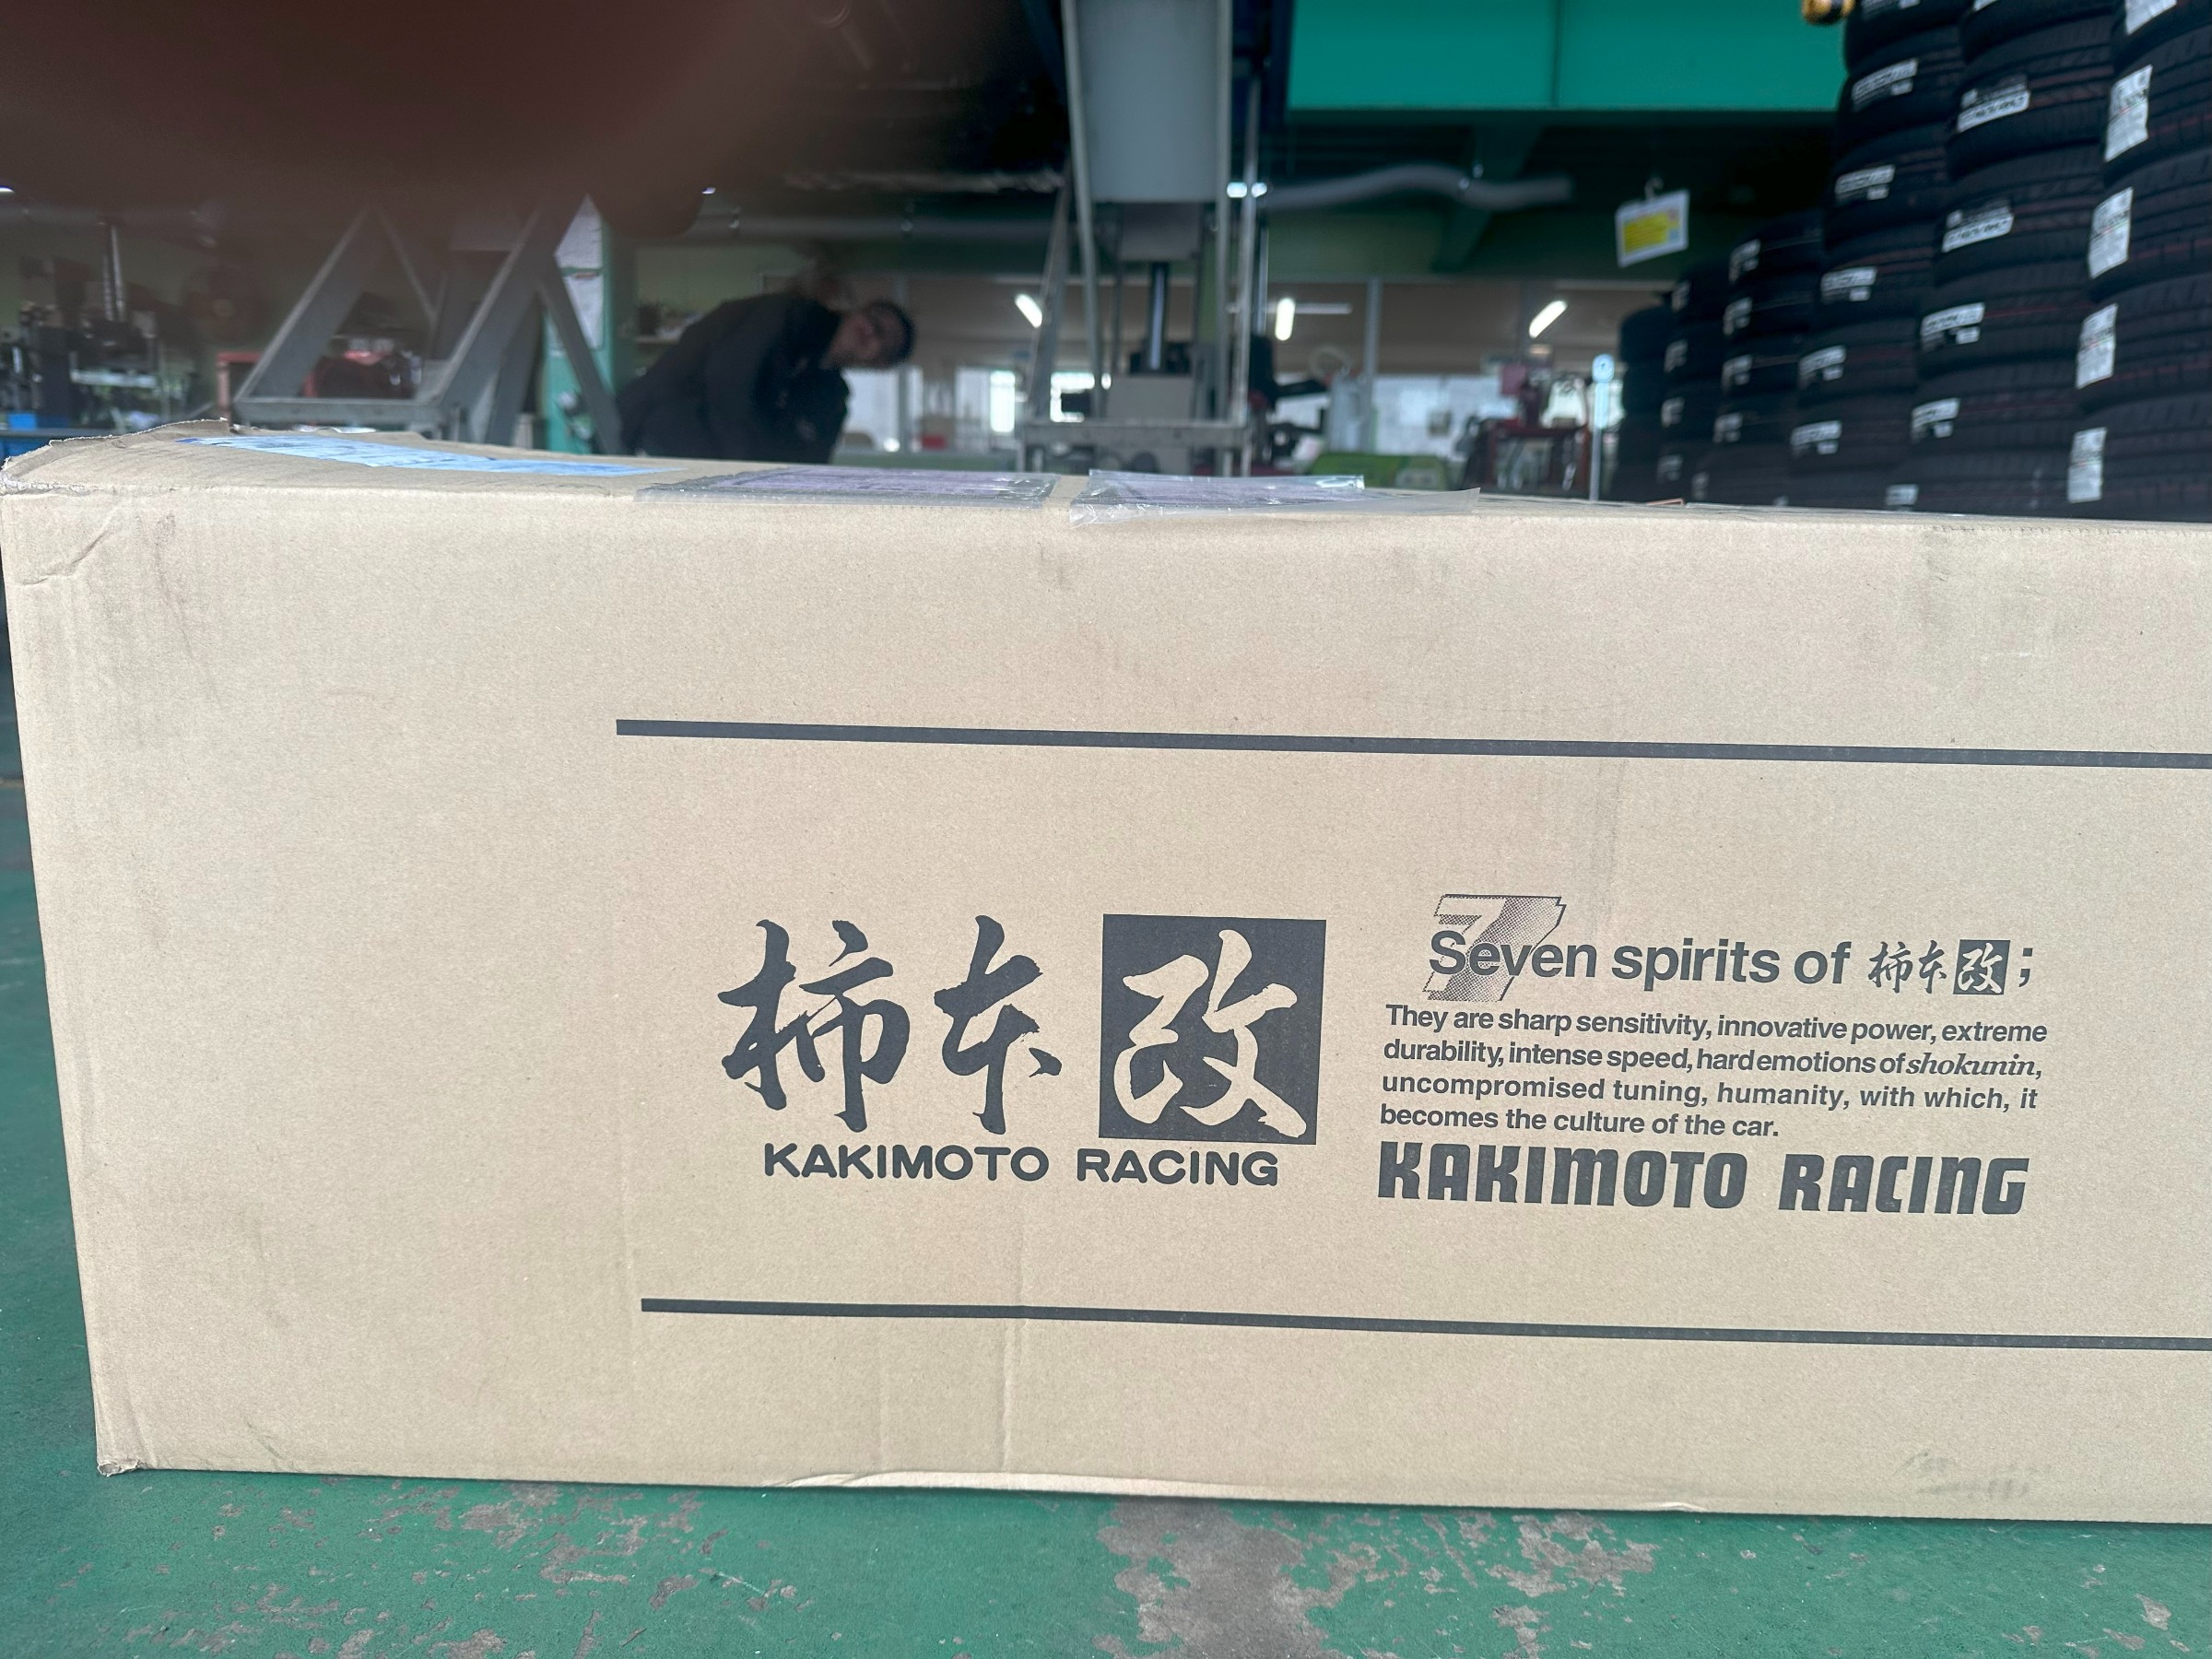 柿本改
KAKIMOTO RACING
7
Seven spirits of 柿本改;
They are sharp sensitivity, innovative power, extreme
durability, intense speed, hard emotions of shokunin,
uncompromised tuning, humanity, with which, it
becomes the culture of the car.
KAKIMOTO RACING